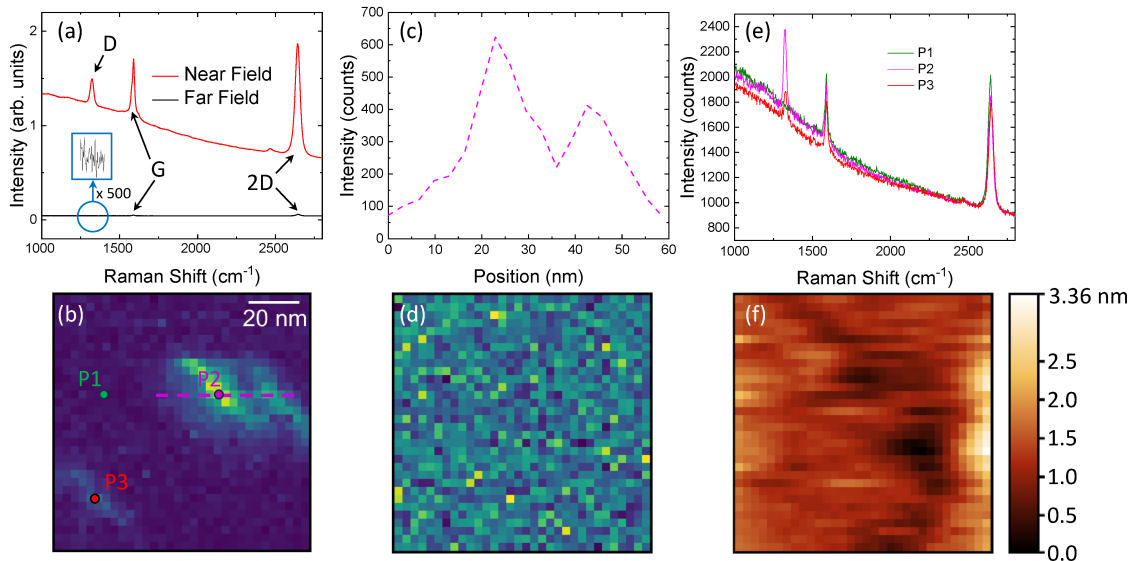 (a)
D
Near Field
Far Field
x 500
G
2D
2
1
0
Intensity (arb. units)
1000 1500 2000 2500
Raman Shift (cm-1)
(c)
700
600
500
400
300
200
100
0
Intensity (counts)
0 10 20 30 40 50 60
Position (nm)
(e)
P1
P2
P3
2400
2200
2000
1800
1600
1400
1200
1000
800
Intensity (counts)
1000 1500 2000 2500
Raman Shift (cm-1)
(b)
20 nm
P1
P2
P3
(d)
(f)
3.36 nm
2.5
2.0
1.5
1.0
0.5
0.0